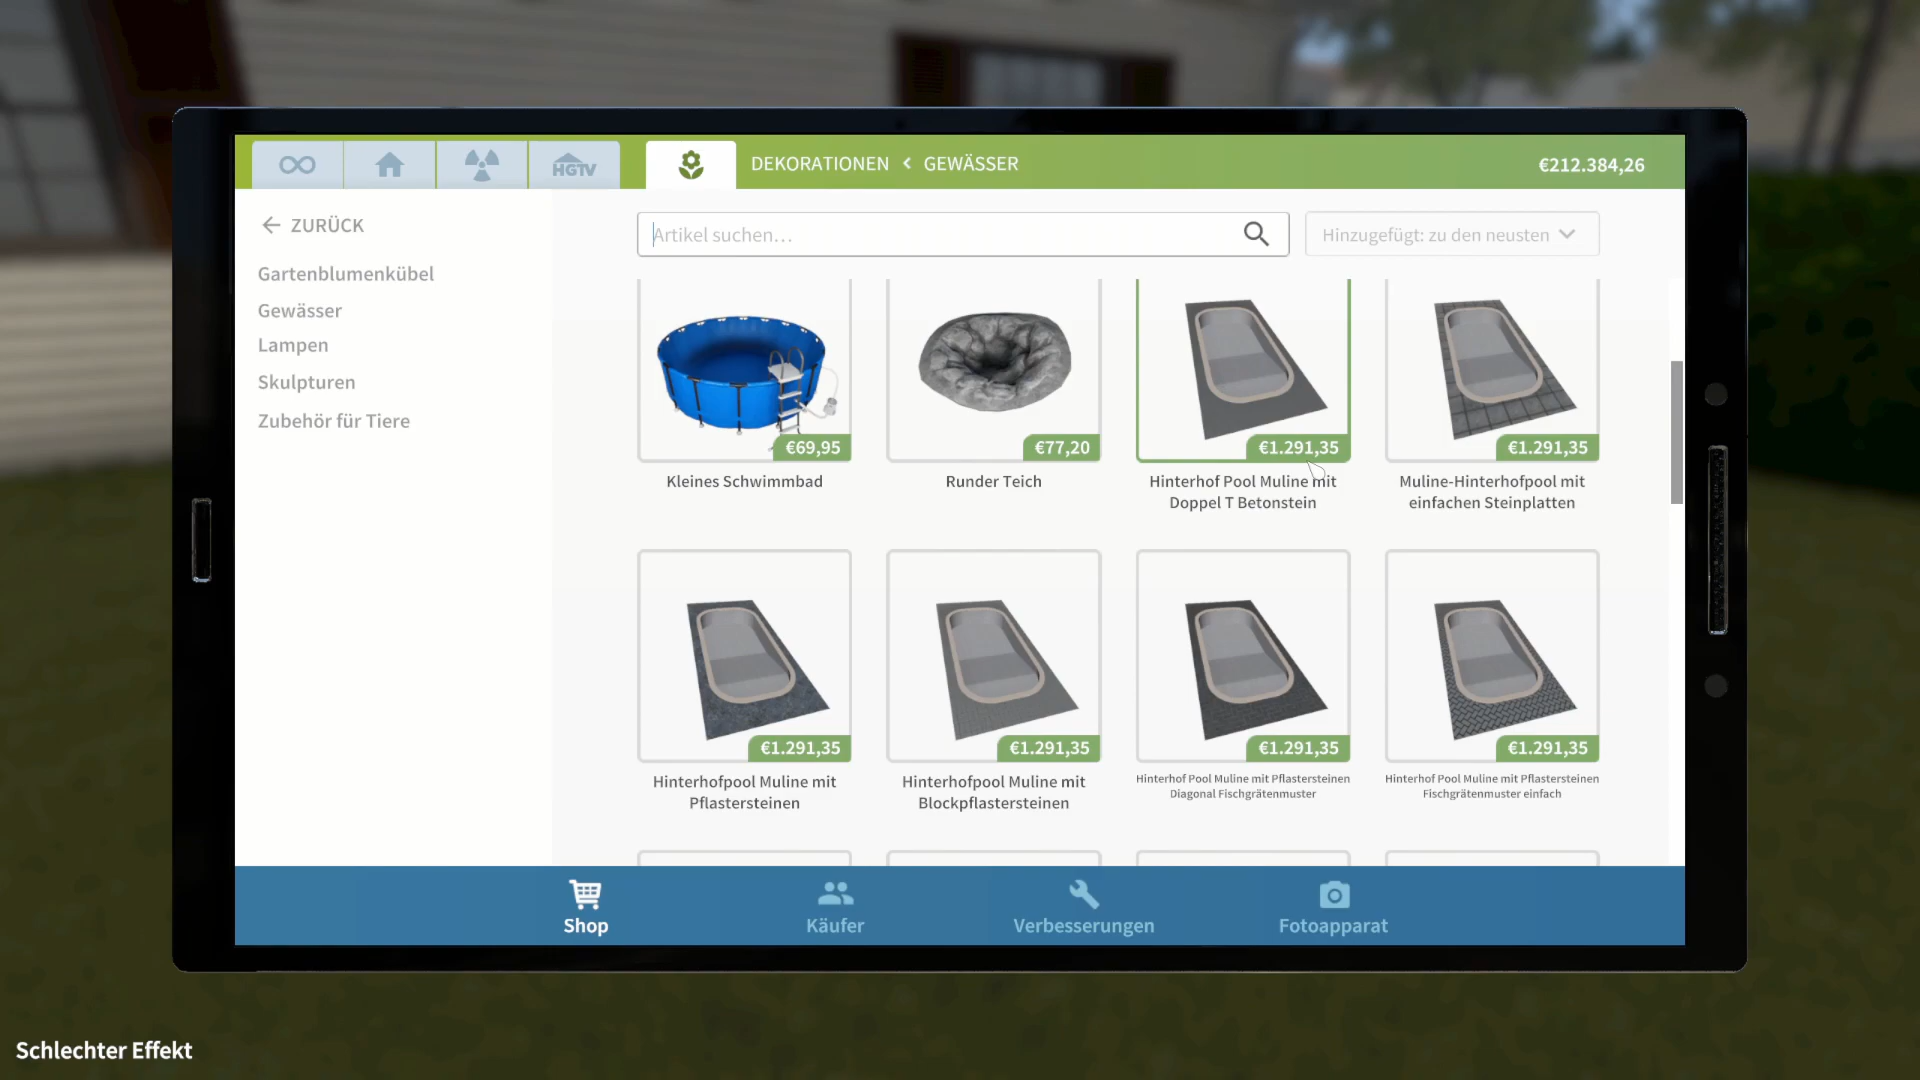 HGTV
DEKORATIONEN < GEWÄSSER
€212.384,26
← ZURÜCK
Gartenblumenkübel
Gewässer
Lampen
Skulpturen
Zubehör für Tiere
Artikel suchen...
Hinzugefügt: zu den neusten
€69,95
Kleines Schwimmbad
€77,20
Runder Teich
€1.291,35
Hinterhof Pool Muline mit
Doppel T Betonstein
€1.291,35
Muline-Hinterhofpool mit
einfachen Steinplatten
€1.291,35
Hinterhofpool Muline mit
Pflastersteinen
€1.291,35
Hinterhofpool Muline mit
Blockpflastersteinen
€1.291,35
Hinterhof Pool Muline mit Pflastersteinen
Diagonal Fischgrätenmuster
€1.291,35
Hinterhof Pool Muline mit Pflastersteinen
Fischgrätenmuster einfach
Shop
Käufer
Verbesserungen
Fotoapparat
Schlechter Effekt